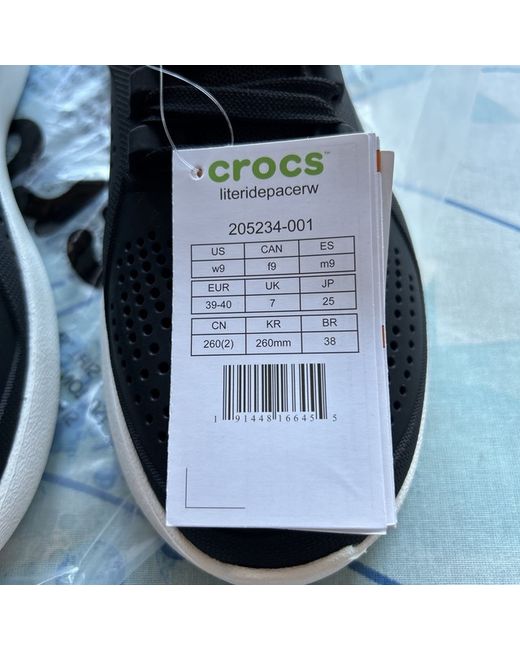 crocs™
literidepacerw
205234-001
US CAN ES
w9 f9 m9
EUR UK JP
39-40 7 25
CN KR BR
260(2) 260mm 38
1 91448 16645 5